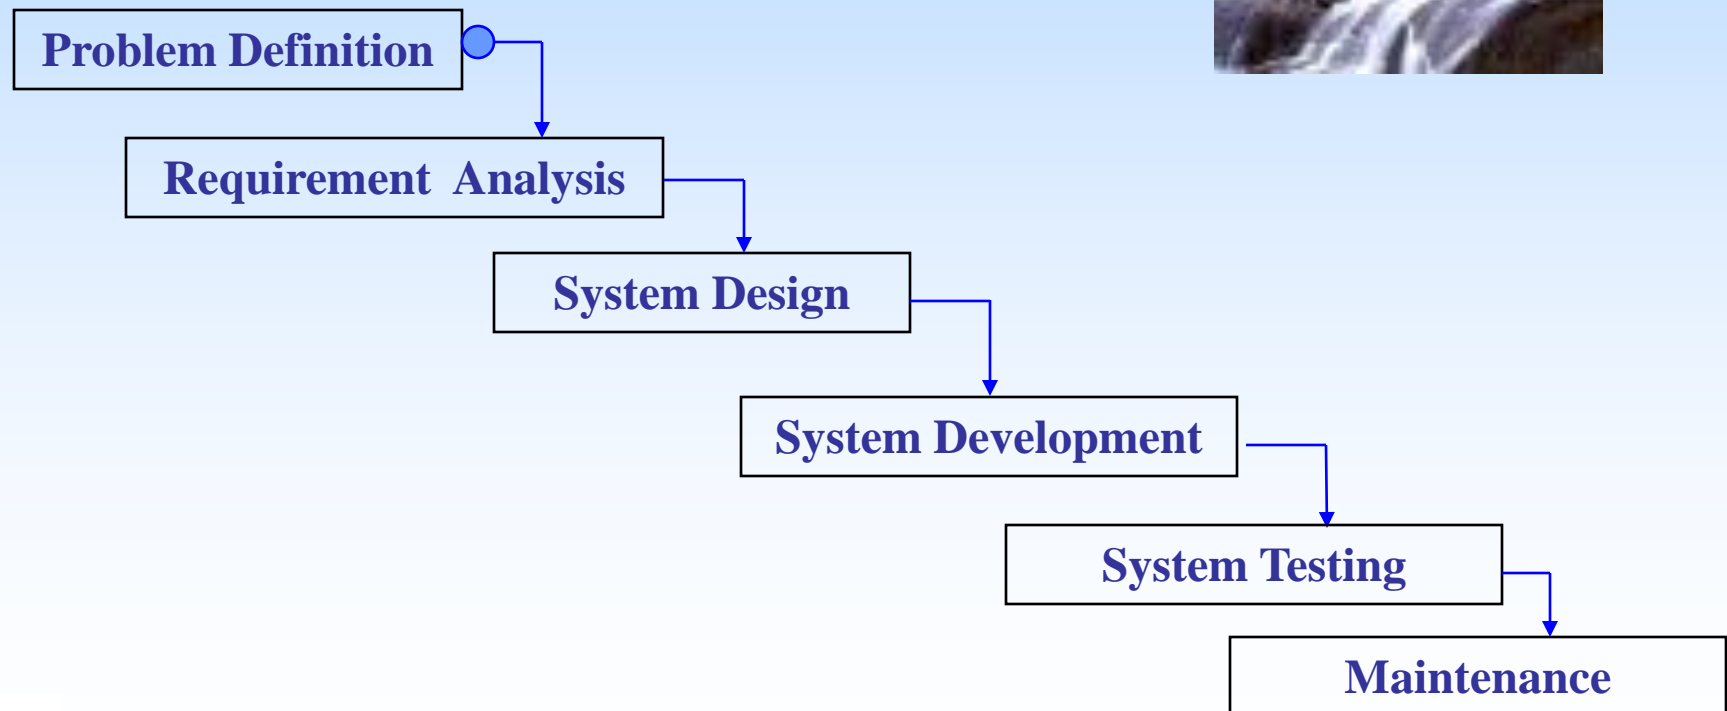 Problem Definition
Requirement Analysis
System Design
System Development
System Testing
Maintenance